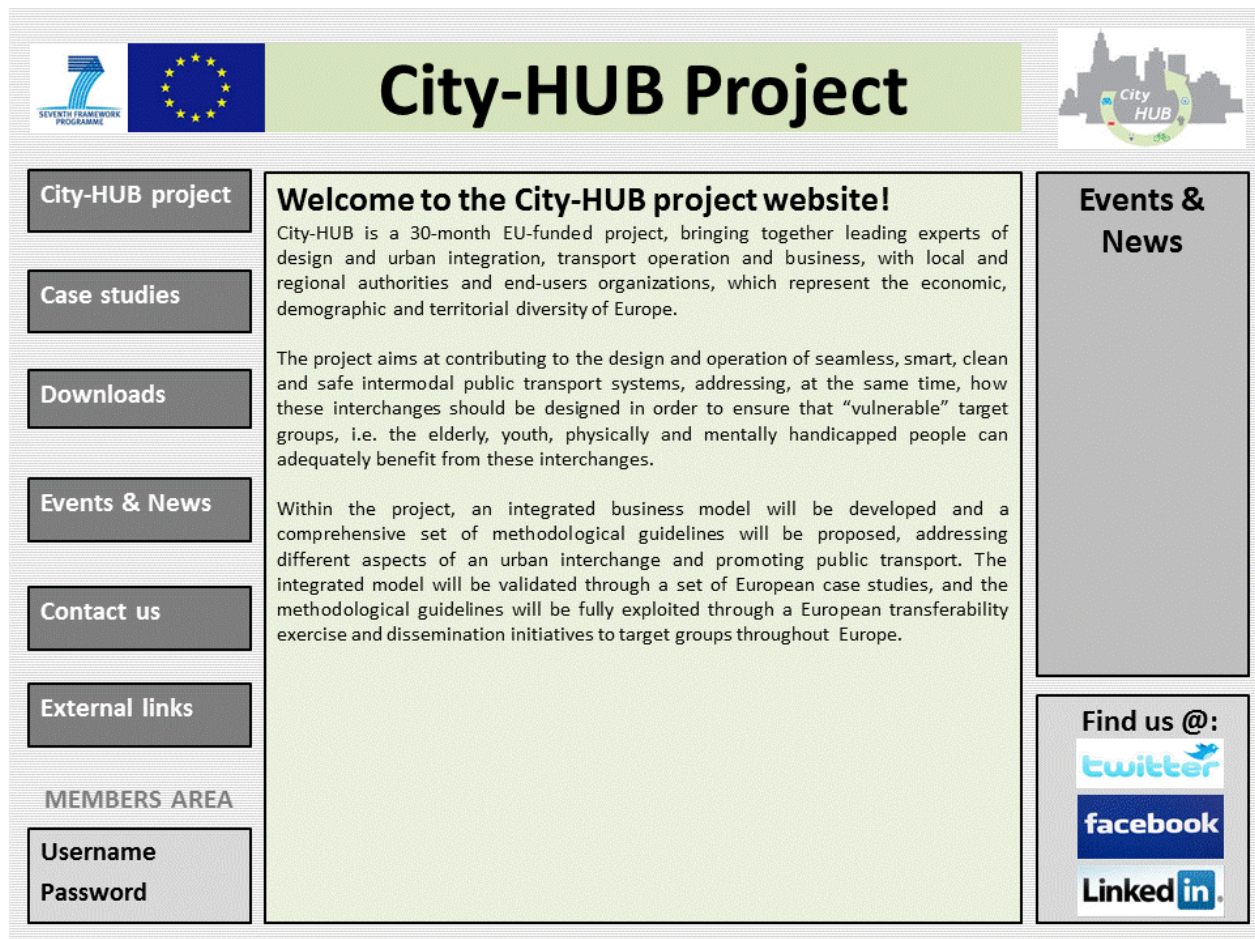 SEVENTH FRAMEWORK
PROGRAMME
City-HUB Project
City
HUB
City-HUB project
Case studies
Downloads
Events & News
Contact us
External links
MEMBERS AREA
Username
Password
Welcome to the City-HUB project website!
City-HUB is a 30-month EU-funded project, bringing together leading experts of
design and urban integration, transport operation and business, with local and
regional authorities and end-users organizations, which represent the economic,
demographic and territorial diversity of Europe.
The project aims at contributing to the design and operation of seamless, smart, clean
and safe intermodal public transport systems, addressing, at the same time, how
these interchanges should be designed in order to ensure that “vulnerable” target
groups, i.e. the elderly, youth, physically and mentally handicapped people can
adequately benefit from these interchanges.
Within the project, an integrated business model will be developed and a
comprehensive set of methodological guidelines will be proposed, addressing
different aspects of an urban interchange and promoting public transport. The
integrated model will be validated through a set of European case studies, and the
methodological guidelines will be fully exploited through a European transferability
exercise and dissemination initiatives to target groups throughout Europe.
Events &
News
Find us @:
twitter
facebook
Linked in.